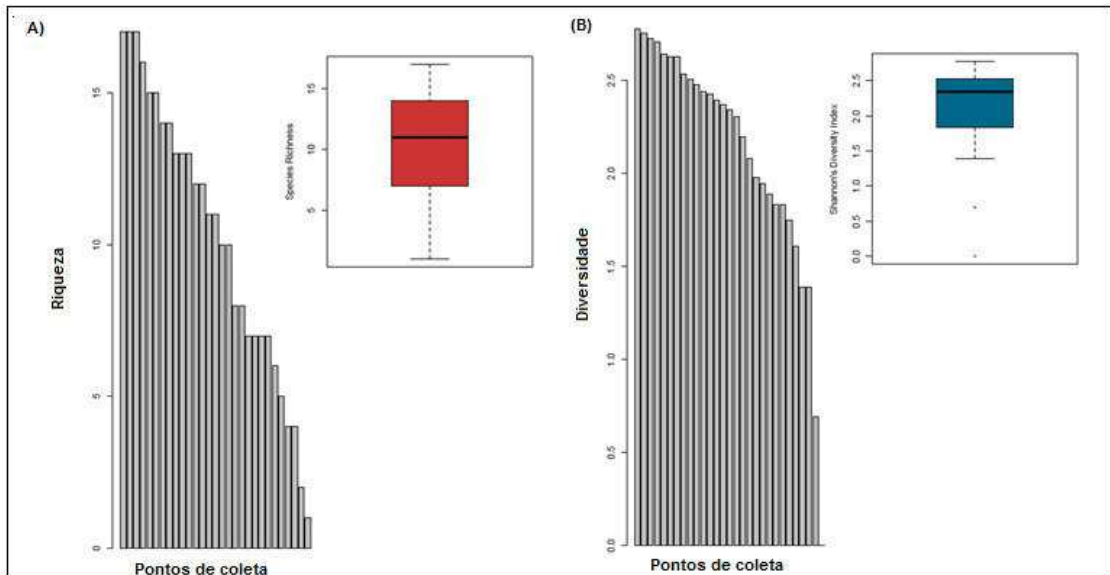 A)
Riqueza
0
5
10
15
Pontos de coleta
Species Richness
5
10
15
(B)
Diversidade
0.0
0.5
1.0
1.5
2.0
2.5
Pontos de coleta
Shannon's Diversity Index
0.0
0.5
1.0
1.5
2.0
2.5